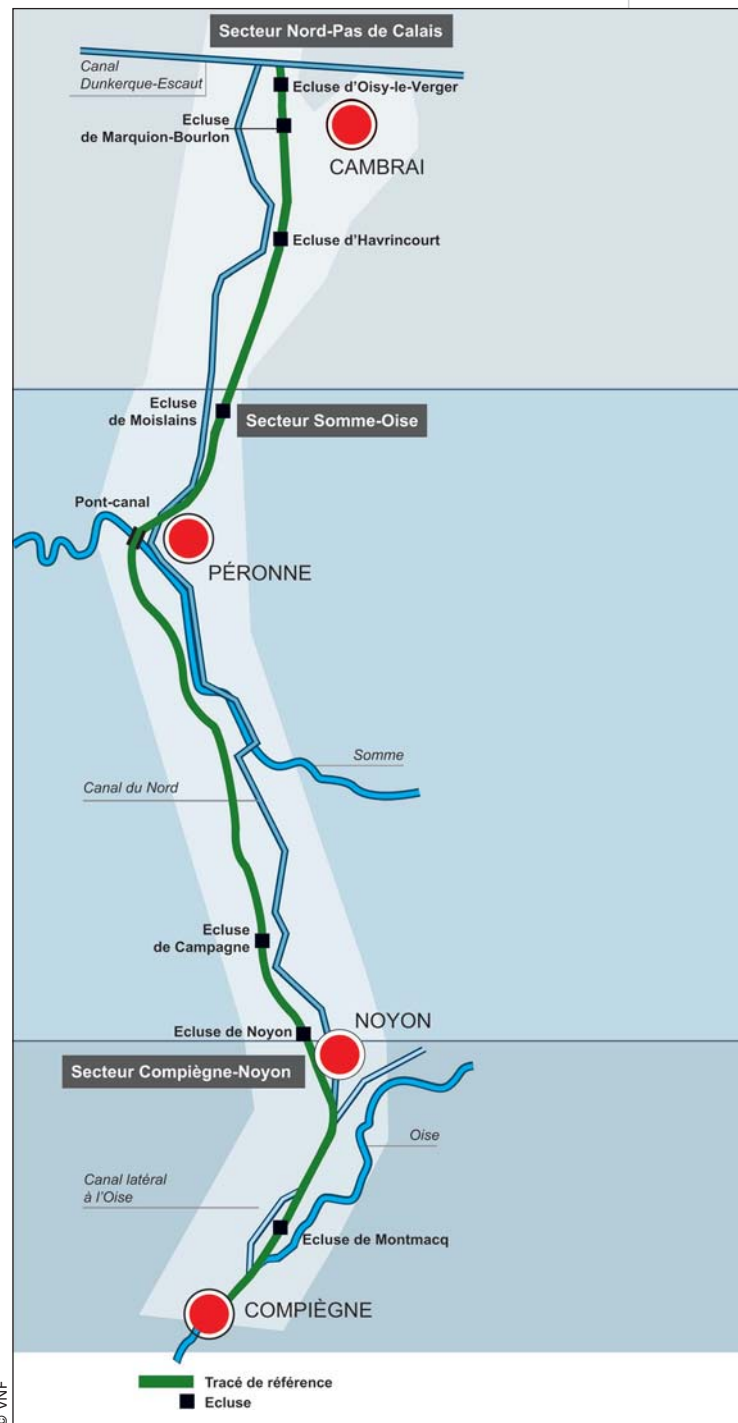 Secteur Nord-Pas de Calais
Canal
Dunkerque-Escaut
Ecluse d'Oisy-le-Verger
Ecluse
de Marquion-Bourlon
CAMBRAI
Ecluse d'Havrincourt
Ecluse
de Moislains
Secteur Somme-Oise
Pont-canal
PÉRONNE
Somme
Canal du Nord
Ecluse
de Campagne
NOYON
Ecluse de Noyon
Secteur Compiègne-Noyon
Oise
Canal latéral
à l'Oise
Ecluse de Montmacq
COMPIÈGNE
Tracé de référence
Ecluse
© VNF